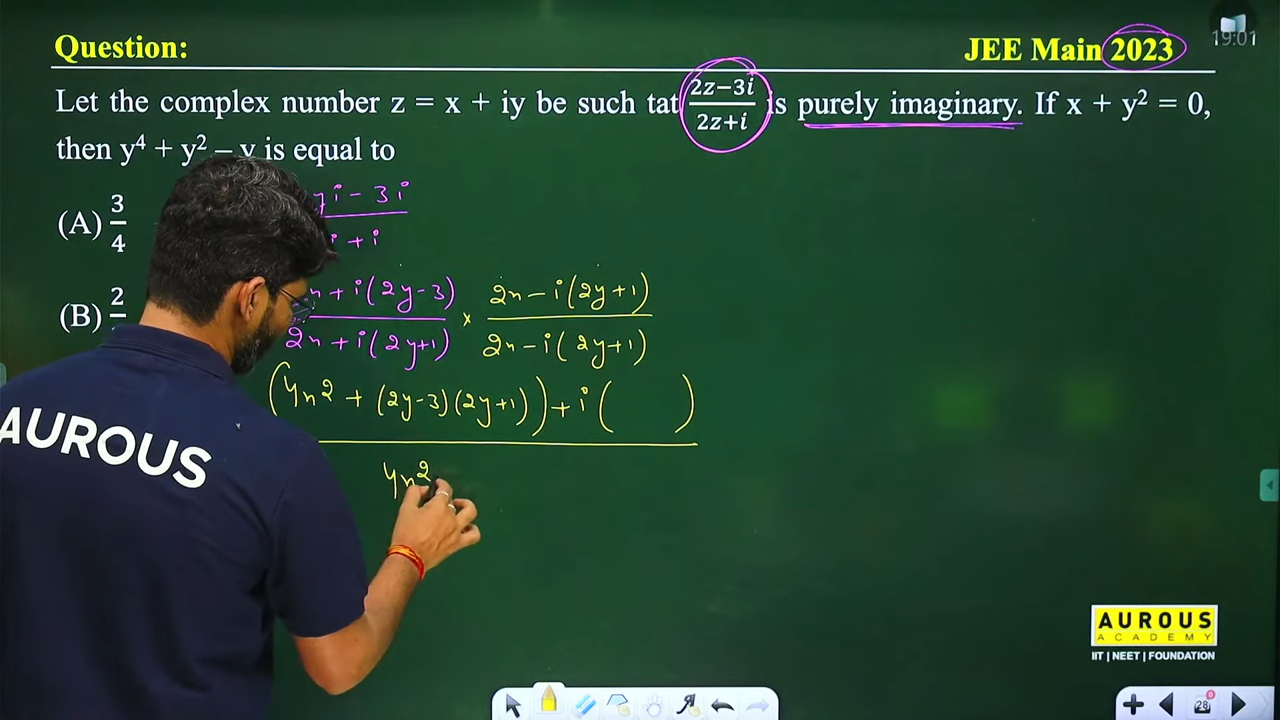 19:01
Question:
JEE Main 2023
Let the complex number z = x + iy be such tat 2z−3i / 2z+i is purely imaginary. If x + y² = 0,
then y⁴ + y² − y is equal to
(A) 3/4
yi − 3i
i + i
(B) 2
x + i(2y-3) / 2x + i(2y+1) × 2x − i(2y+1) / 2x − i(2y+1)
(4x² + (2y-3)(2y+1)) + i( )
4x²
AUROUS
AUROUS
ACADEMY
IIT | NEET | FOUNDATION
28